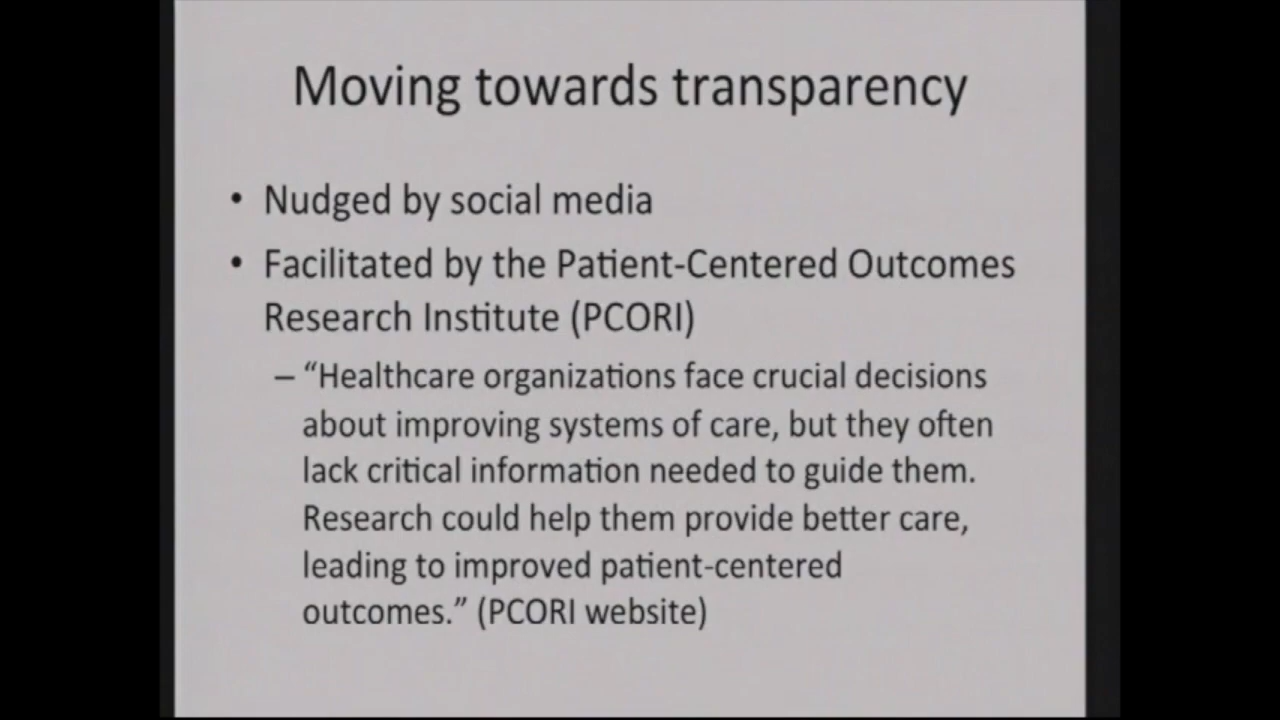 Moving towards transparency
• Nudged by social media
• Facilitated by the Patient-Centered Outcomes
Research Institute (PCORI)
– “Healthcare organizations face crucial decisions
about improving systems of care, but they often
lack critical information needed to guide them.
Research could help them provide better care,
leading to improved patient-centered
outcomes.” (PCORI website)